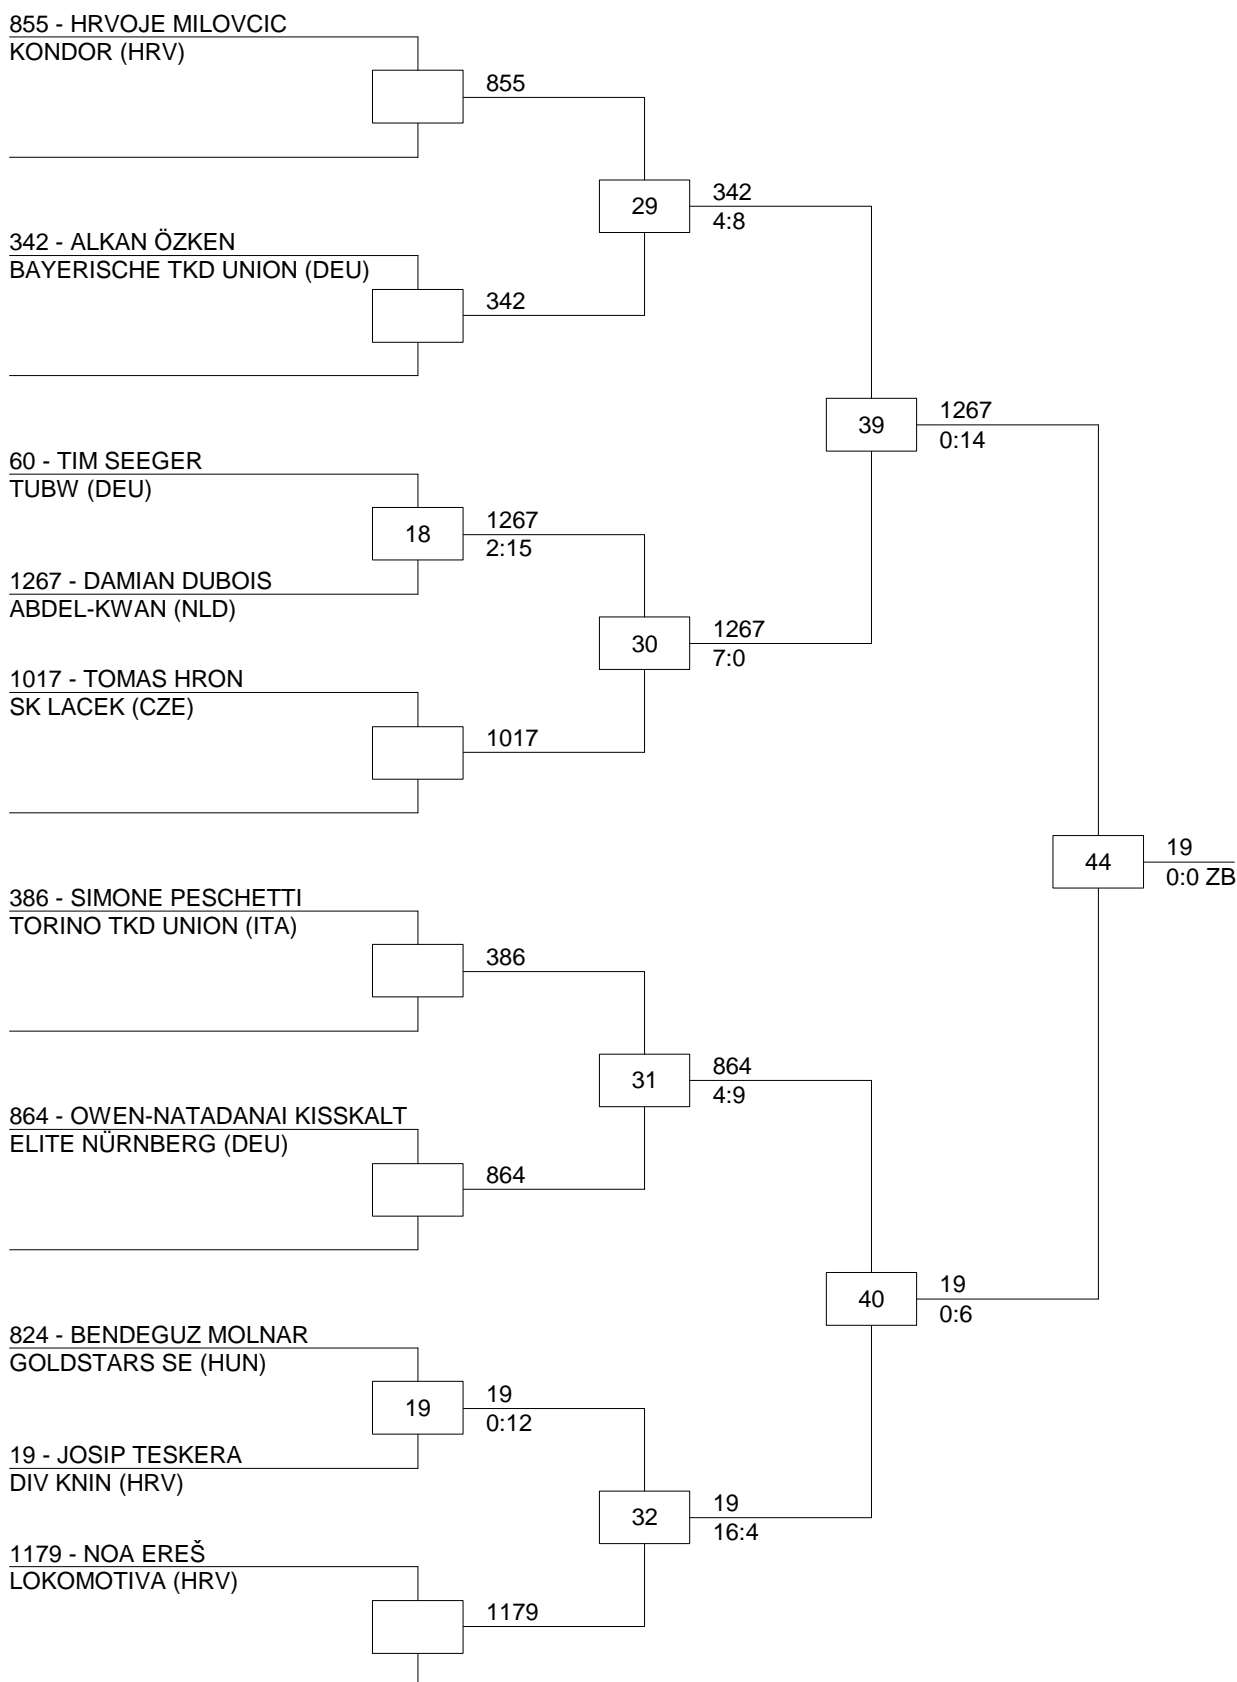 855 - HRVOJE MILOVCIC
KONDOR (HRV)
855
29
342
4:8
342 - ALKAN ÖZKEN
BAYERISCHE TKD UNION (DEU)
342
39
1267
0:14
60 - TIM SEEGER
TUBW (DEU)
18
1267
2:15
1267 - DAMIAN DUBOIS
ABDEL-KWAN (NLD)
30
1267
7:0
1017 - TOMAS HRON
SK LACEK (CZE)
1017
44
19
0:0 ZB
386 - SIMONE PESCHETTI
TORINO TKD UNION (ITA)
386
31
864
4:9
864 - OWEN-NATADANAI KISSKALT
ELITE NÜRNBERG (DEU)
864
40
19
0:6
824 - BENDEGUZ MOLNAR
GOLDSTARS SE (HUN)
19
19
0:12
19 - JOSIP TESKERA
DIV KNIN (HRV)
32
19
16:4
1179 - NOA EREŠ
LOKOMOTIVA (HRV)
1179